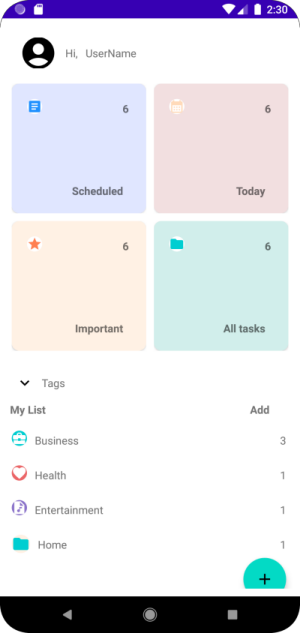 2:30
Hi, UserName
6 6
Scheduled Today
6 6
Important All tasks
Tags
My List Add
Business 3
Health 1
Entertainment 1
Home 1
+